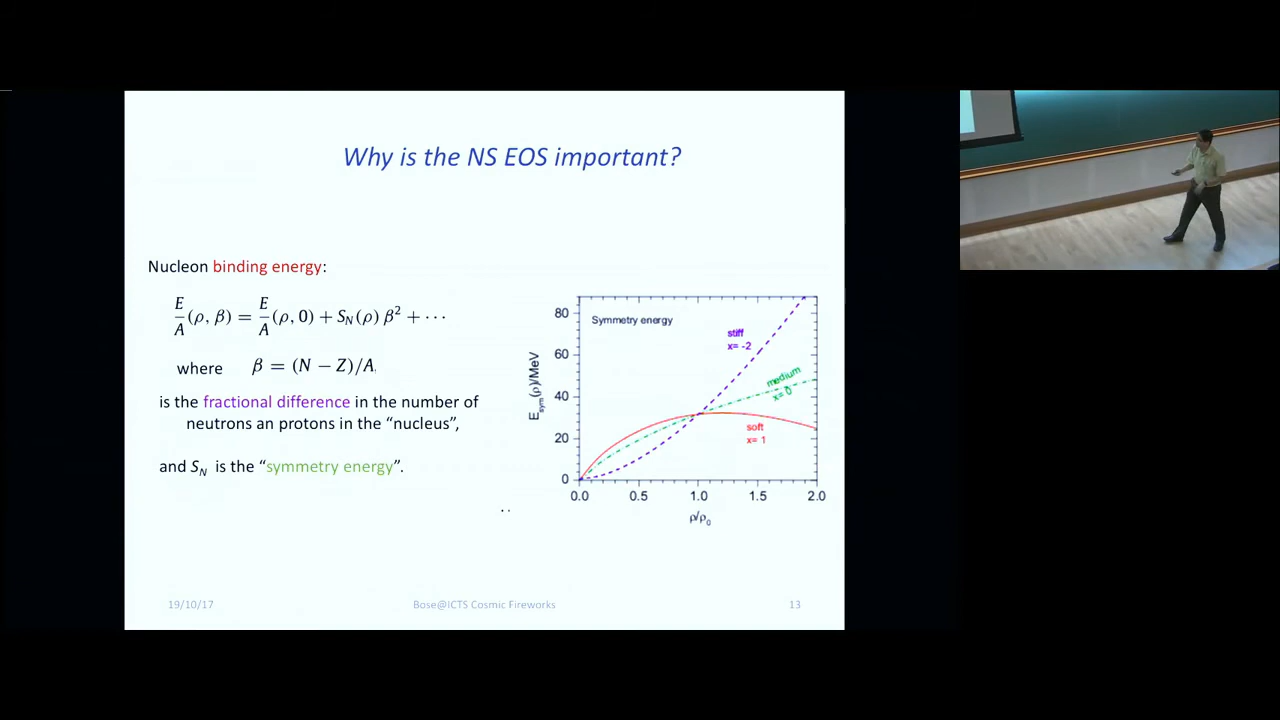 Why is the NS EOS important?
Nucleon binding energy:
E/A (ρ, β) = E/A (ρ, 0) + S_N(ρ) β² + ···
where β = (N − Z)/A.
is the fractional difference in the number of
neutrons an protons in the “nucleus”,
and S_N is the “symmetry energy”.
Symmetry energy
stiff
x= -2
medium
x= 0
soft
x= 1
E_sym(ρ)/MeV
80
60
40
20
0
0.0 0.5 1.0 1.5 2.0
ρ/ρ₀
..
19/10/17 Bose@ICTS Cosmic Fireworks 13